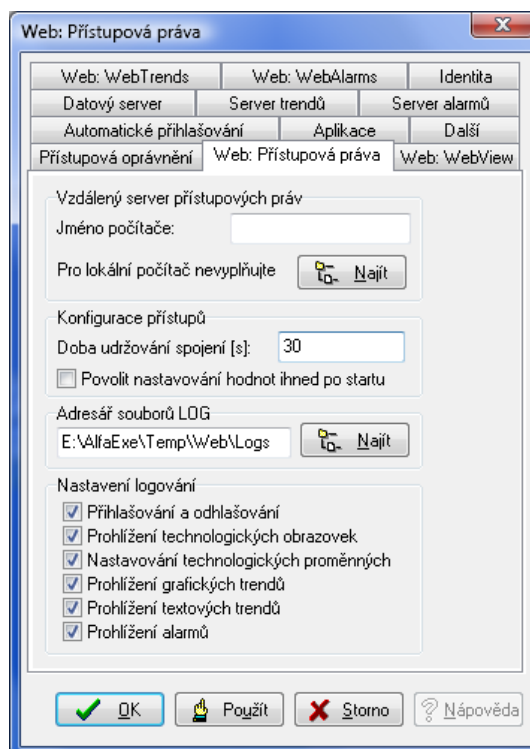 Web: Přístupová práva
Web: WebTrends Web: WebAlarms Identita
Datový server Server trendů Server alarmů
Automatické přihlašování Aplikace Další
Přístupová oprávnění Web: Přístupová práva Web: WebView
Vzdálený server přístupových práv
Jméno počítače:
Pro lokální počítač nevyplňujte Najít
Konfigurace přístupů
Doba udržování spojení [s]: 30
Povolit nastavování hodnot ihned po startu
Adresář souborů LOG
E:\AlfaExe\Temp\Web\Logs Najít
Nastavení logování
Přihlašování a odhlašování
Prohlížení technologických obrazovek
Nastavování technologických proměnných
Prohlížení grafických trendů
Prohlížení textových trendů
Prohlížení alarmů
OK Použít Storno Nápověda